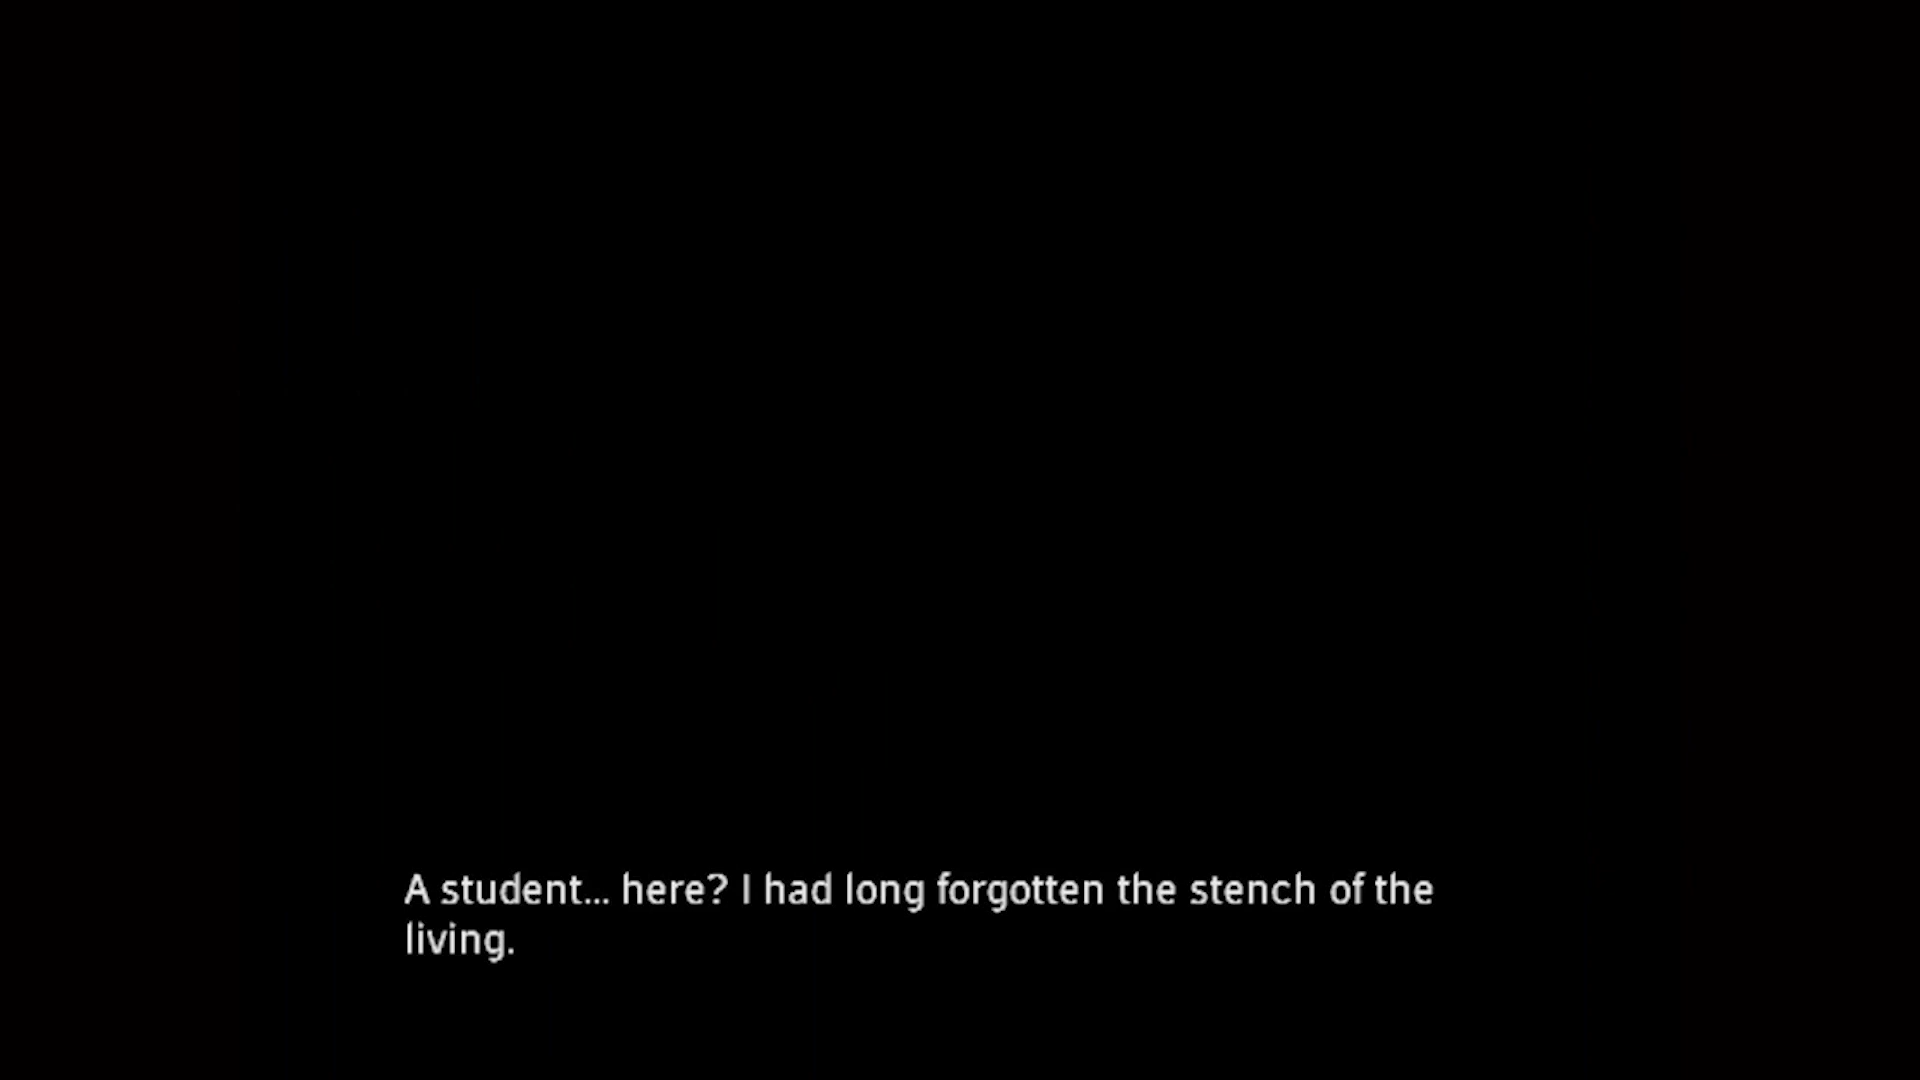 A student... here? I had long forgotten the stench of the
living.